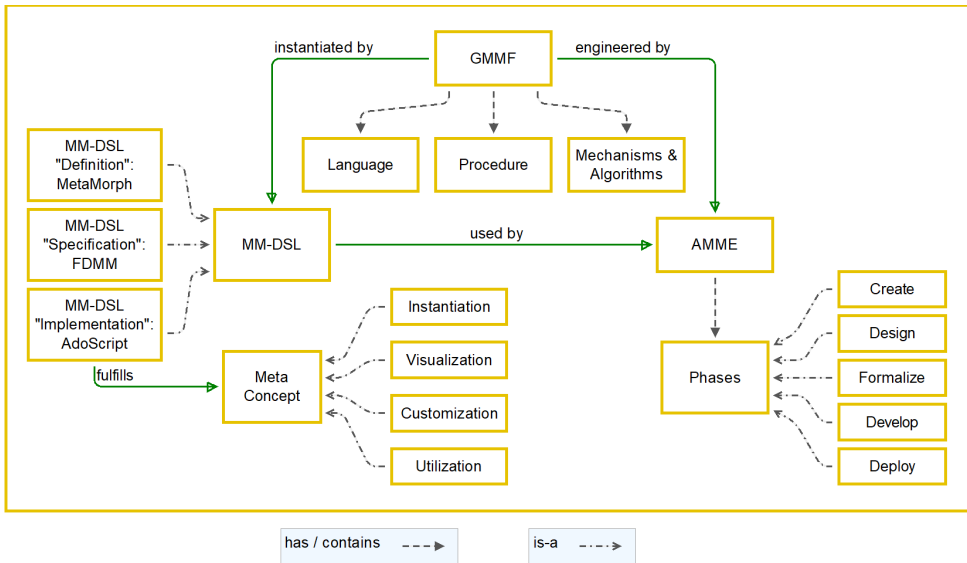 instantiated by
GMMF
engineered by
Language
Procedure
Mechanisms &
Algorithms
MM-DSL
"Definition":
MetaMorph
MM-DSL
"Specification":
FDMM
MM-DSL
"Implementation":
AdoScript
MM-DSL
used by
AMME
fulfills
Meta
Concept
Instantiation
Visualization
Customization
Utilization
Phases
Create
Design
Formalize
Develop
Deploy
has / contains
is-a